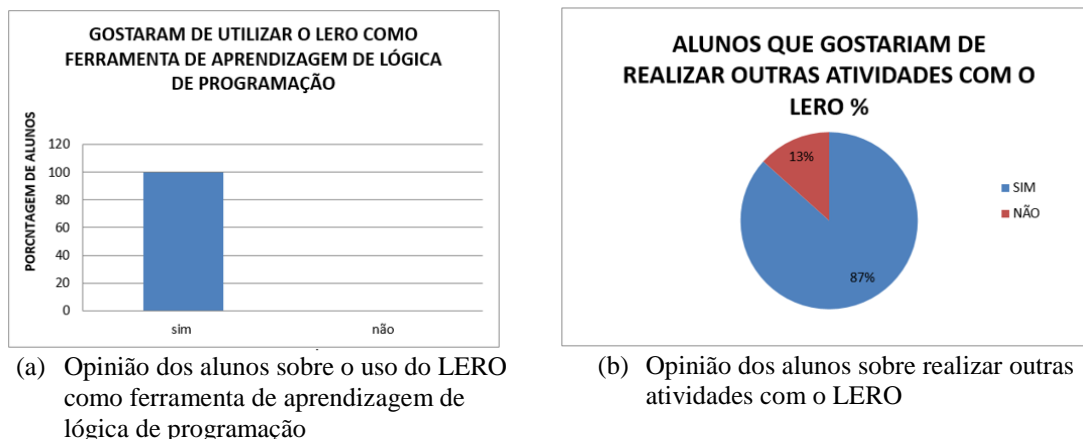 GOSTARAM DE UTILIZAR O LERO COMO
FERRAMENTA DE APRENDIZAGEM DE LÓGICA
DE PROGRAMAÇÃO
PORCNTAGEM DE ALUNOS
120
100
80
60
40
20
0
sim
não
(a) Opinião dos alunos sobre o uso do LERO
como ferramenta de aprendizagem de
lógica de programação
ALUNOS QUE GOSTARIAM DE
REALIZAR OUTRAS ATIVIDADES COM O
LERO %
13%
87%
SIM
NÃO
(b) Opinião dos alunos sobre realizar outras
atividades com o LERO